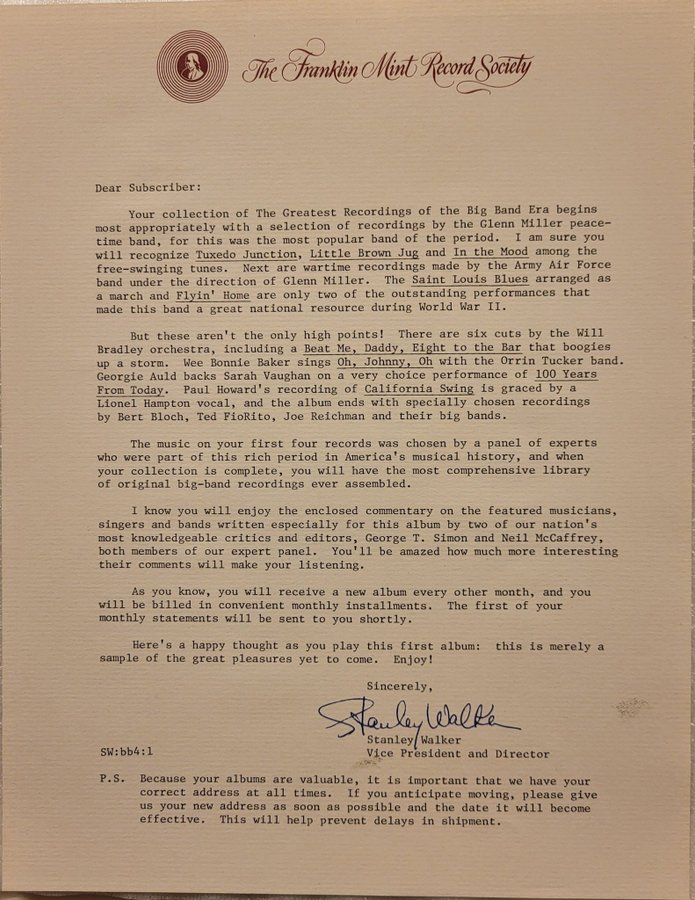 The Franklin Mint Record Society
Dear Subscriber:
Your collection of The Greatest Recordings of the Big Band Era begins
most appropriately with a selection of recordings by the Glenn Miller peace-
time band, for this was the most popular band of the period. I am sure you
will recognize Tuxedo Junction, Little Brown Jug and In the Mood among the
free-swinging tunes. Next are wartime recordings made by the Army Air Force
band under the direction of Glenn Miller. The Saint Louis Blues arranged as
a march and Flyin' Home are only two of the outstanding performances that
made this band a great national resource during World War II.
But these aren't the only high points! There are six cuts by the Will
Bradley orchestra, including a Beat Me, Daddy, Eight to the Bar that boogies
up a storm. Wee Bonnie Baker sings Oh, Johnny, Oh with the Orrin Tucker band.
Georgie Auld backs Sarah Vaughan on a very choice performance of 100 Years
From Today. Paul Howard's recording of California Swing is graced by a
Lionel Hampton vocal, and the album ends with specially chosen recordings
by Bert Bloch, Ted FioRito, Joe Reichman and their big bands.
The music on your first four records was chosen by a panel of experts
who were part of this rich period in America's musical history, and when
your collection is complete, you will have the most comprehensive library
of original big-band recordings ever assembled.
I know you will enjoy the enclosed commentary on the featured musicians,
singers and bands written especially for this album by two of our nation's
most knowledgeable critics and editors, George T. Simon and Neil McCaffrey,
both members of our expert panel. You'll be amazed how much more interesting
their comments will make your listening.
As you know, you will receive a new album every other month, and you
will be billed in convenient monthly installments. The first of your
monthly statements will be sent to you shortly.
Here's a happy thought as you play this first album: this is merely a
sample of the great pleasures yet to come. Enjoy!
Sincerely,
Stanley Walker
Stanley Walker
SW:bb4:1 Vice President and Director
P.S. Because your albums are valuable, it is important that we have your
correct address at all times. If you anticipate moving, please give
us your new address as soon as possible and the date it will become
effective. This will help prevent delays in shipment.